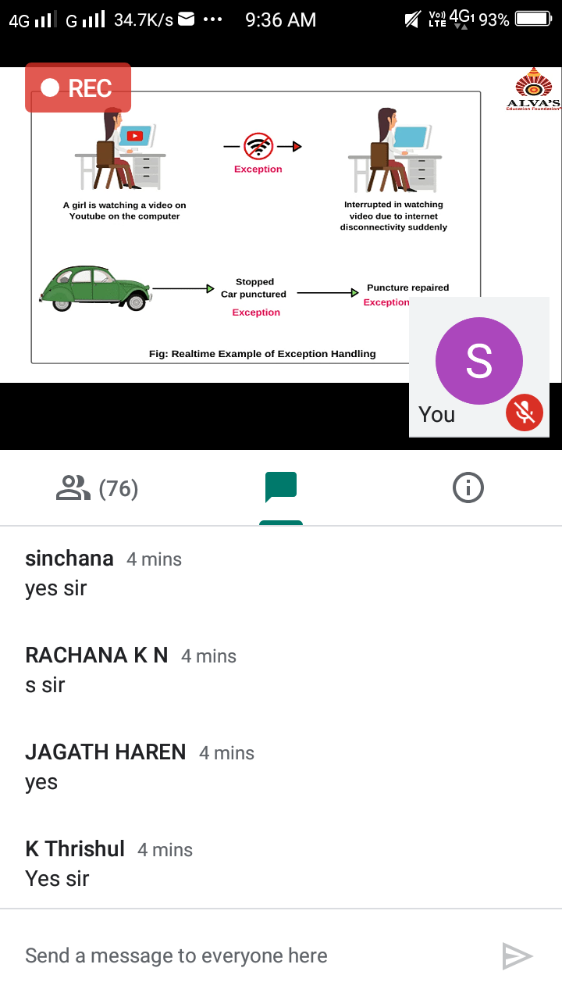 4G G 34.7K/s ••• 9:36 AM Vo)) LTE 4G1 93%
REC
ALVA'S
Education Foundation
Exception
A girl is watching a video on
Youtube on the computer
Interrupted in watching
video due to internet
disconnectivity suddenly
Stopped
Car punctured
Exception
Puncture repaired
Exception
Fig: Realtime Example of Exception Handling
S
You
(76)
sinchana 4 mins
yes sir
RACHANA K N 4 mins
s sir
JAGATH HAREN 4 mins
yes
K Thrishul 4 mins
Yes sir
Send a message to everyone here